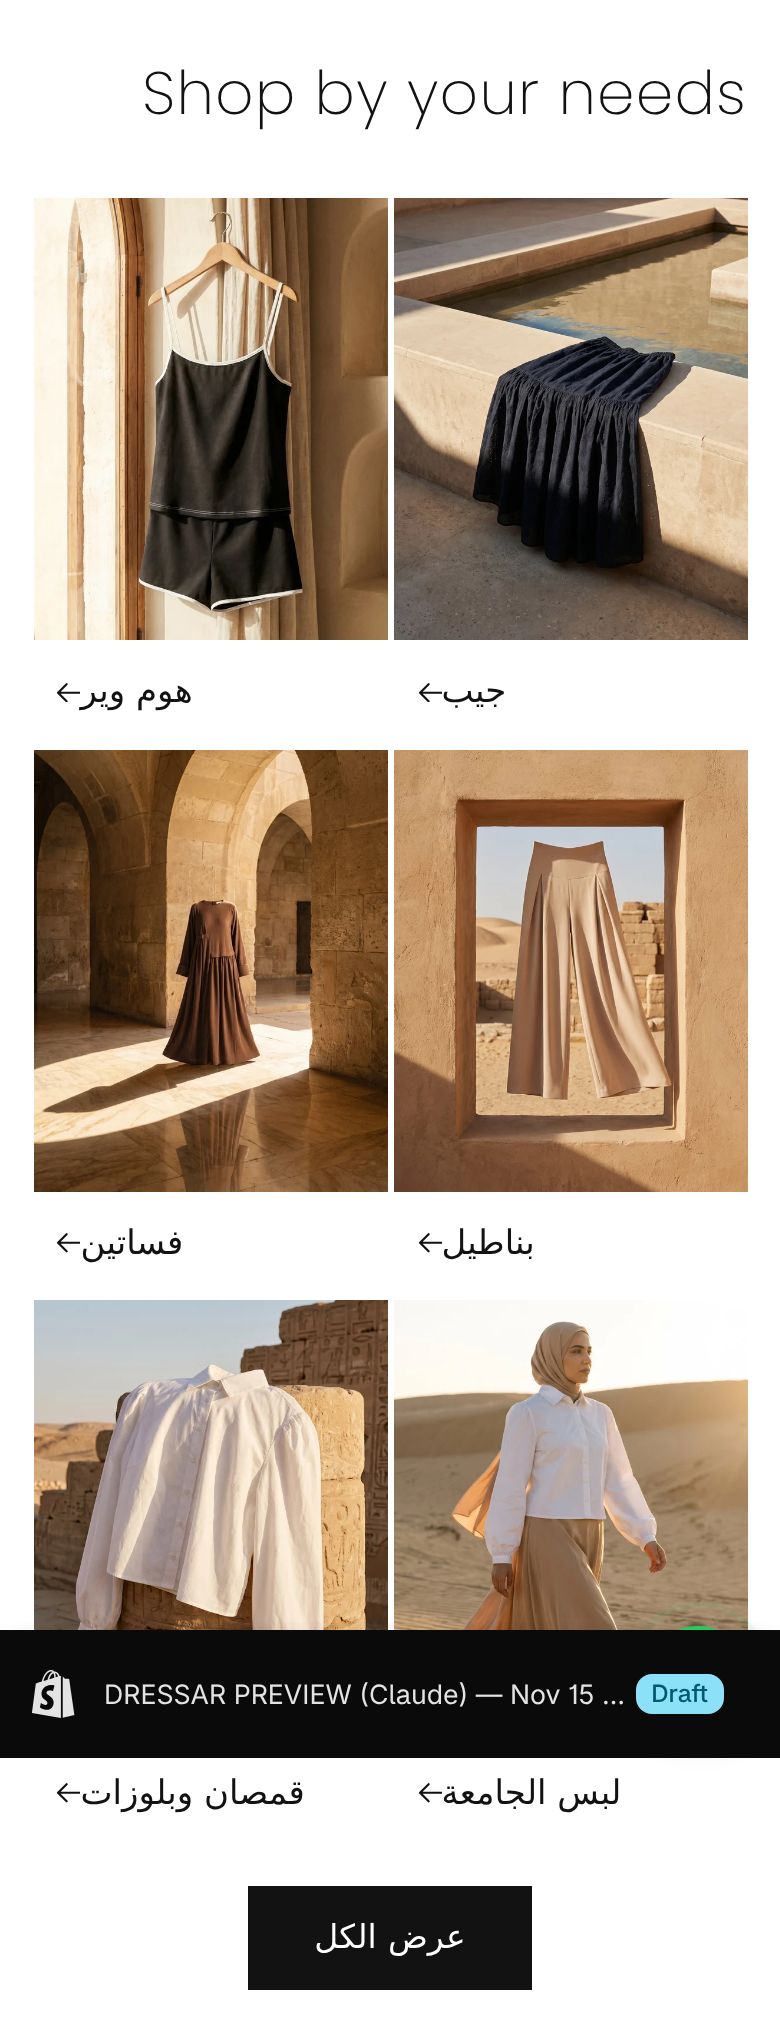 Shop by your needs
جيب
هوم وير
بناطيل
فساتين
DRESSAR PREVIEW (Claude) — Nov 15 ...
Draft
لبس الجامعة
قمصان وبلوزات
عرض الكل